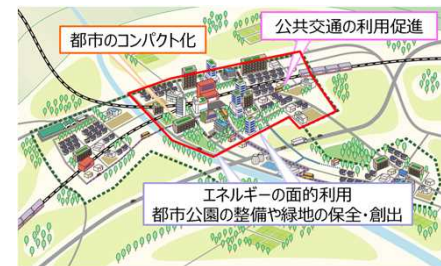 公共交通の利用促進
都市のコンパクト化
エネルギーの面的利用
都市公園の整備や緑地の保全・創出